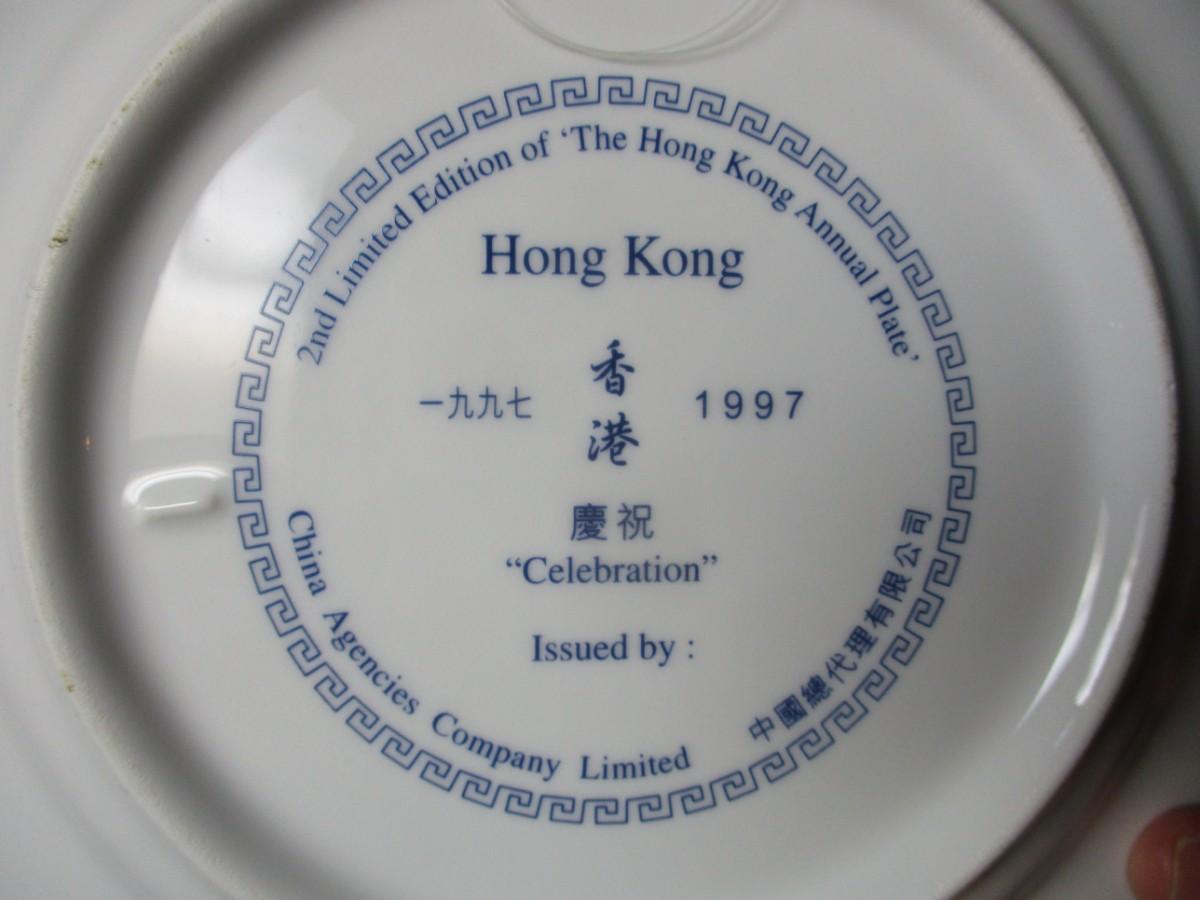 2nd Limited Edition of ‘The Hong Kong Annual Plate’
Hong Kong
香
港
一九九七
1997
慶祝
“Celebration”
Issued by :
China Agencies Company Limited
中國總代理有限公司